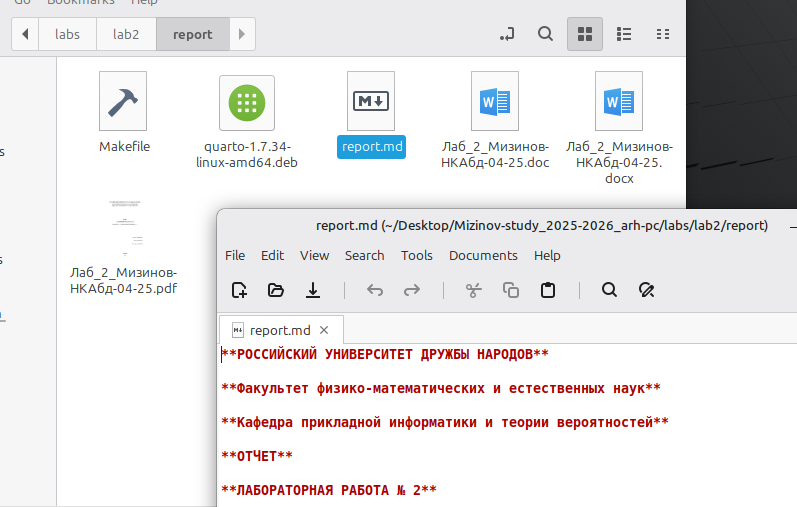 Go Bookmarks Help
labs lab2 report
Makefile
quarto-1.7.34-
linux-amd64.deb
report.md
Лаб_2_Мизинов-
НКАбд-04-25.doc
Лаб_2_Мизинов-
НКАбд-04-25.
docx
Лаб_2_Мизинов-
НКАбд-04-25.pdf
report.md (~/Desktop/Mizinov-study_2025-2026_arh-pc/labs/lab2/report)
File Edit View Search Tools Documents Help
report.md
**РОССИЙСКИЙ УНИВЕРСИТЕТ ДРУЖБЫ НАРОДОВ**
**Факультет физико-математических и естественных наук**
**Кафедра прикладной информатики и теории вероятностей**
**ОТЧЕТ**
**ЛАБОРАТОРНАЯ РАБОТА № 2**